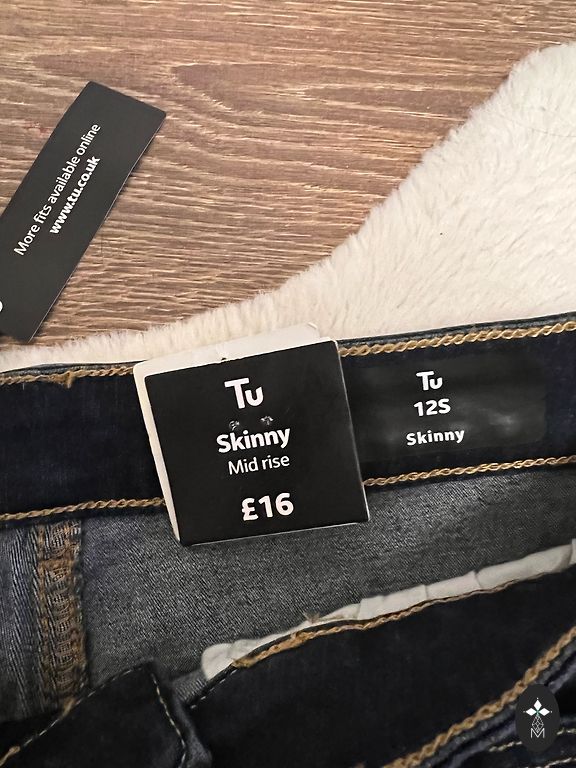 More fits available online
www.tu.co.uk
Tu
Skinny
Mid rise
£16
Tu
12S
Skinny
M